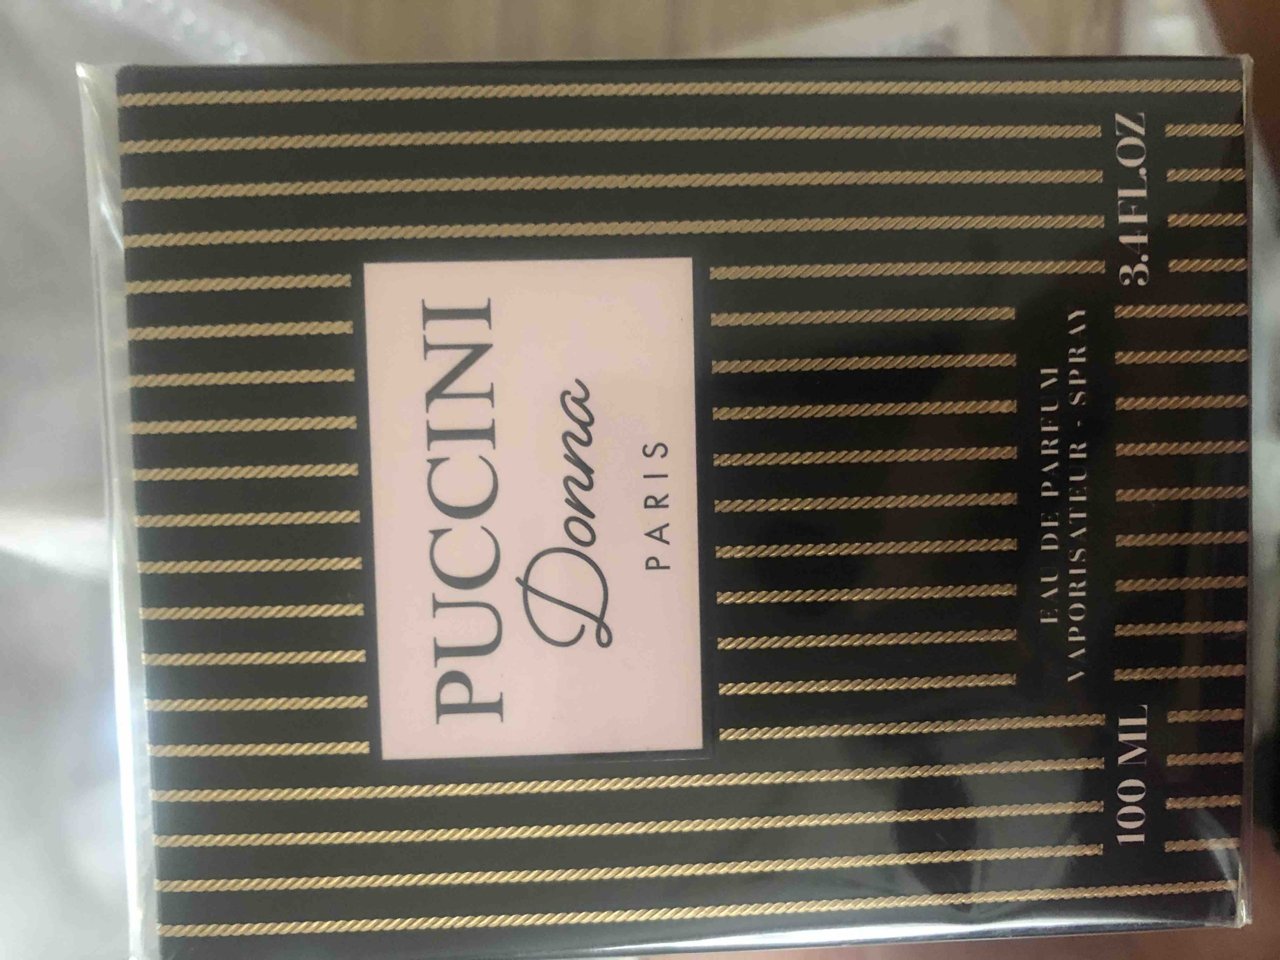 PUCCINI
Donna
PARIS
EAU DE PARFUM
VAPORISATEUR - SPRAY
100 ML 3.4 FL.OZ